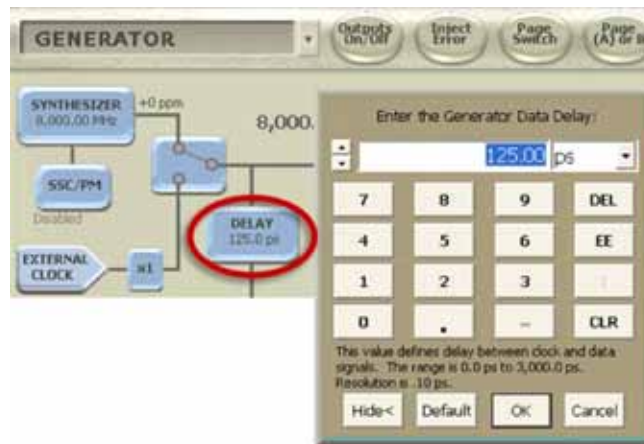 GENERATOR
Outputs On/Off
Inject Error
Page Switch
Page (A) or
SYNTHESIZER
8,000.00 MHz
+0 ppm
8,000.
SSC/PM
Disabled
DELAY
125.0 ps
EXTERNAL CLOCK
x1
Enter the Generator Data Delay:
125.00 ps
7 8 9 DEL
4 5 6 EE
1 2 3
0 . - CLR
This value defines delay between clock and data
signals. The range is 0.0 ps to 3,000.0 ps.
Resolution is .10 ps.
Hide< Default OK Cancel